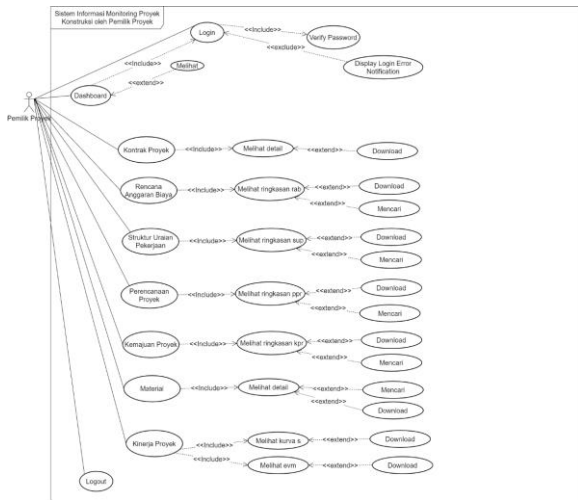 Sistem Informasi Monitoring Proyek
Konstruksi oleh Pemilik Proyek
Login
<<Include>>
Verify Password
<<exclude>>
Display Login Error
Notification
<<Include>>
Melihat
<<extend>>
Dashboard
Pemilik Proyek
Kontrak Proyek
<<Include>>
Melihat detail
<<extend>>
Download
Rencana
Anggaran Biaya
<<Include>>
Melihat ringkasan rab
<<extend>>
Download
<<extend>>
Mencari
Struktur Uraian
Pekerjaan
<<Include>>
Melihat ringkasan sup
<<extend>>
Download
<<extend>>
Mencari
Perencanaan
Proyek
<<Include>>
Melihat ringkasan ppr
<<extend>>
Download
<<extend>>
Mencari
Kemajuan Proyek
<<Include>>
Melihat ringkasan kpr
<<extend>>
Download
<<extend>>
Mencari
Material
<<Include>>
Melihat detail
<<extend>>
Mencari
<<extend>>
Download
Kinerja Proyek
<<Include>>
Melihat kurva s
<<extend>>
Download
<<Include>>
Melihat evm
<<extend>>
Download
Logout